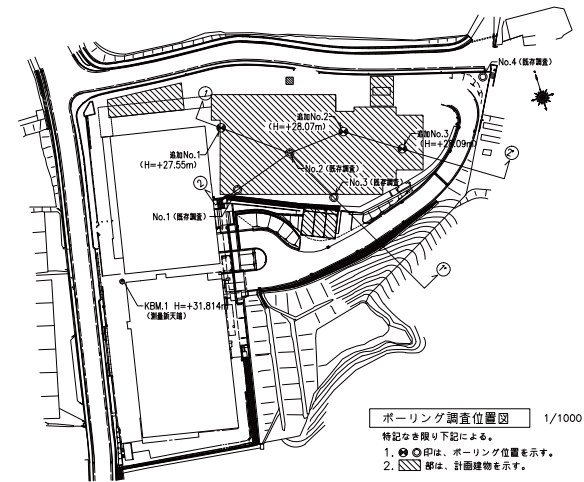 No.4 (既存調査)
追加No.2
(H=+28.07m)
追加No.3
(H=+28.09m)
追加No.1
(H=+27.55m)
No.2 (既存調査)
No.3 (既存調査)
No.1 (既存調査)
1
2
2'
1'
KBM.1 H=+31.814m
(測量鋲天端)
ボーリング調査位置図 1/1000
特記なき限り下記による。
1. 印は、ボーリング位置を示す。
2. 部は、計画建物を示す。